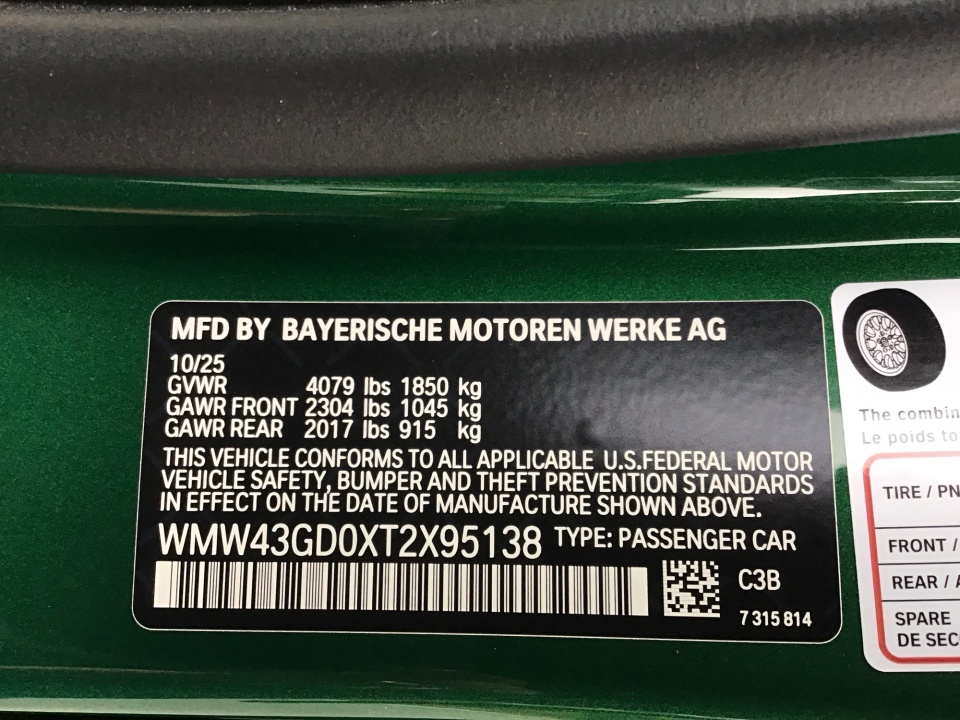 MFD BY BAYERISCHE MOTOREN WERKE AG
10/25
GVWR 4079 lbs 1850 kg
GAWR FRONT 2304 lbs 1045 kg
GAWR REAR 2017 lbs 915 kg
THIS VEHICLE CONFORMS TO ALL APPLICABLE U.S.FEDERAL MOTOR
VEHICLE SAFETY, BUMPER AND THEFT PREVENTION STANDARDS
IN EFFECT ON THE DATE OF MANUFACTURE SHOWN ABOVE.
WMW43GD0XT2X95138 TYPE: PASSENGER CAR
C3B
7 315 814
The combin
Le poids to
TIRE / PN
FRONT /
REAR / A
SPARE
DE SEC